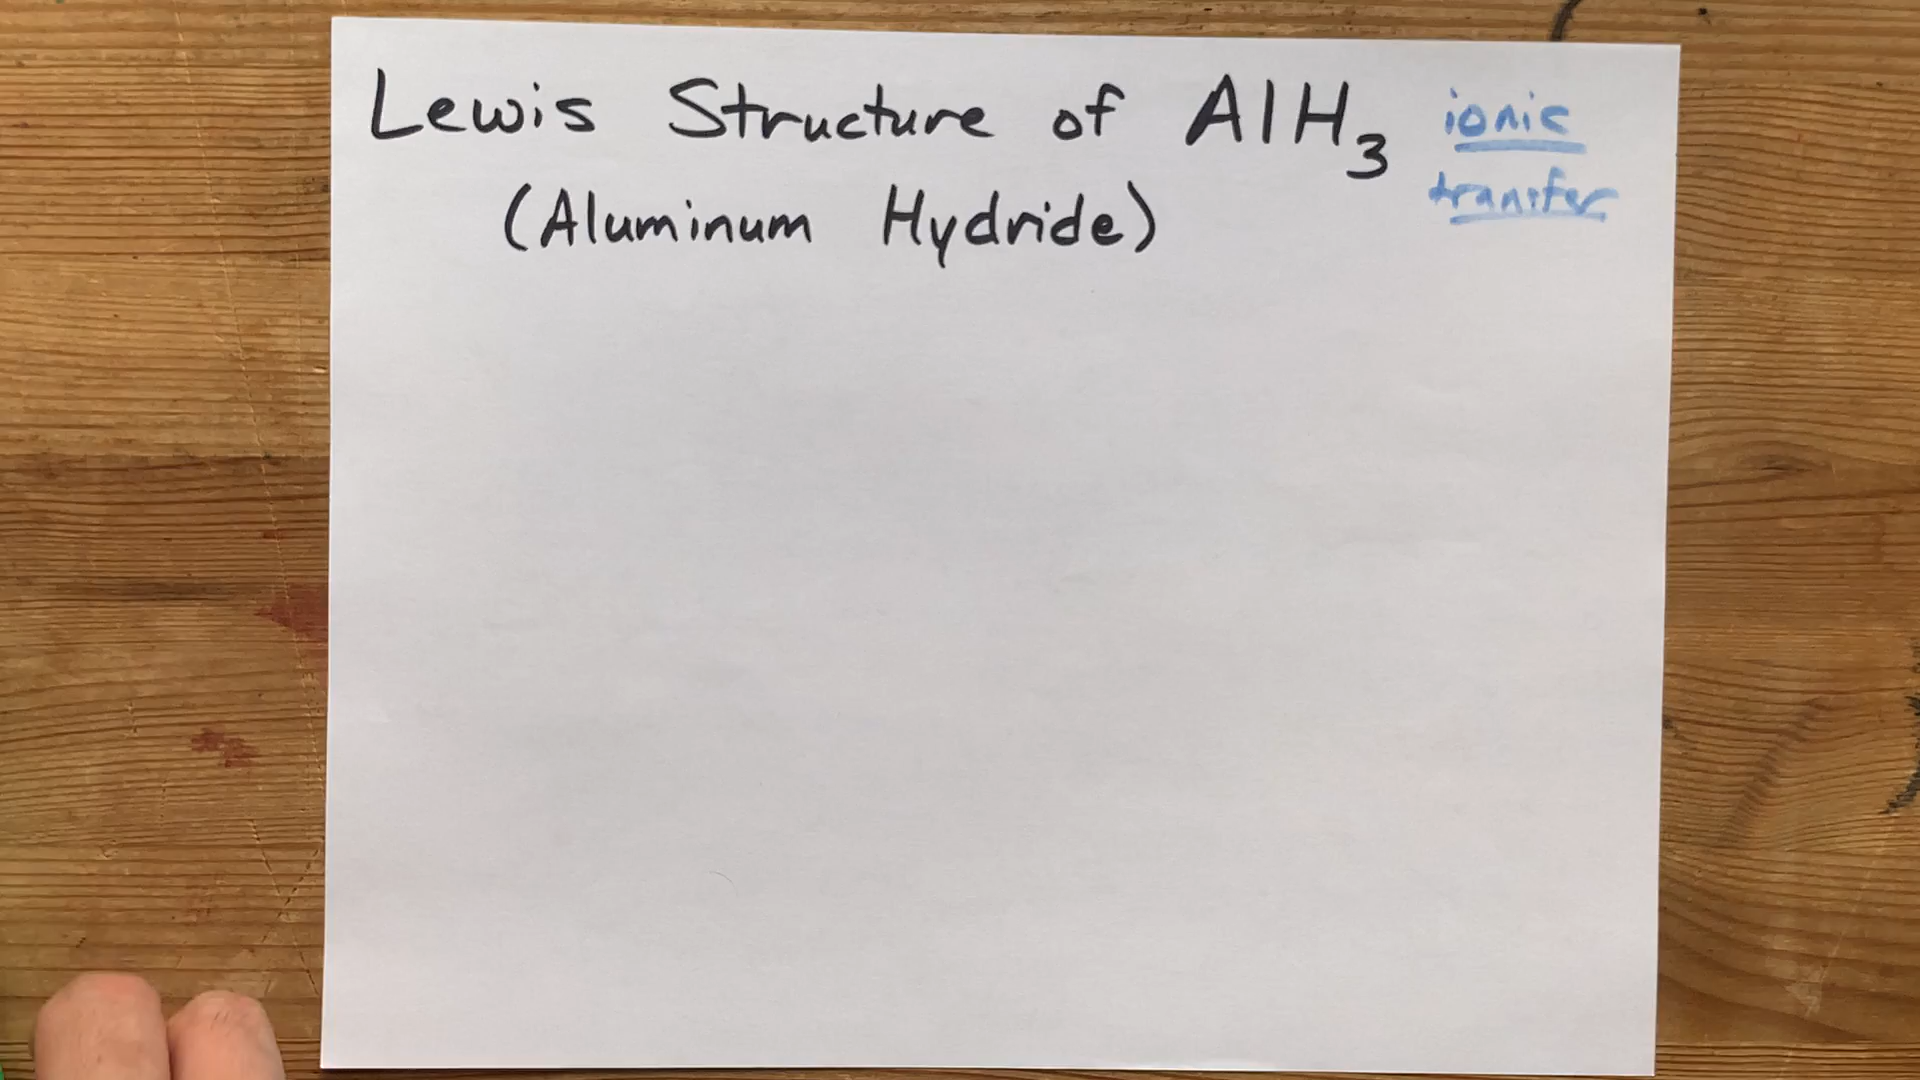 Lewis Structure of AlH₃
(Aluminum Hydride)
ionic
transfer